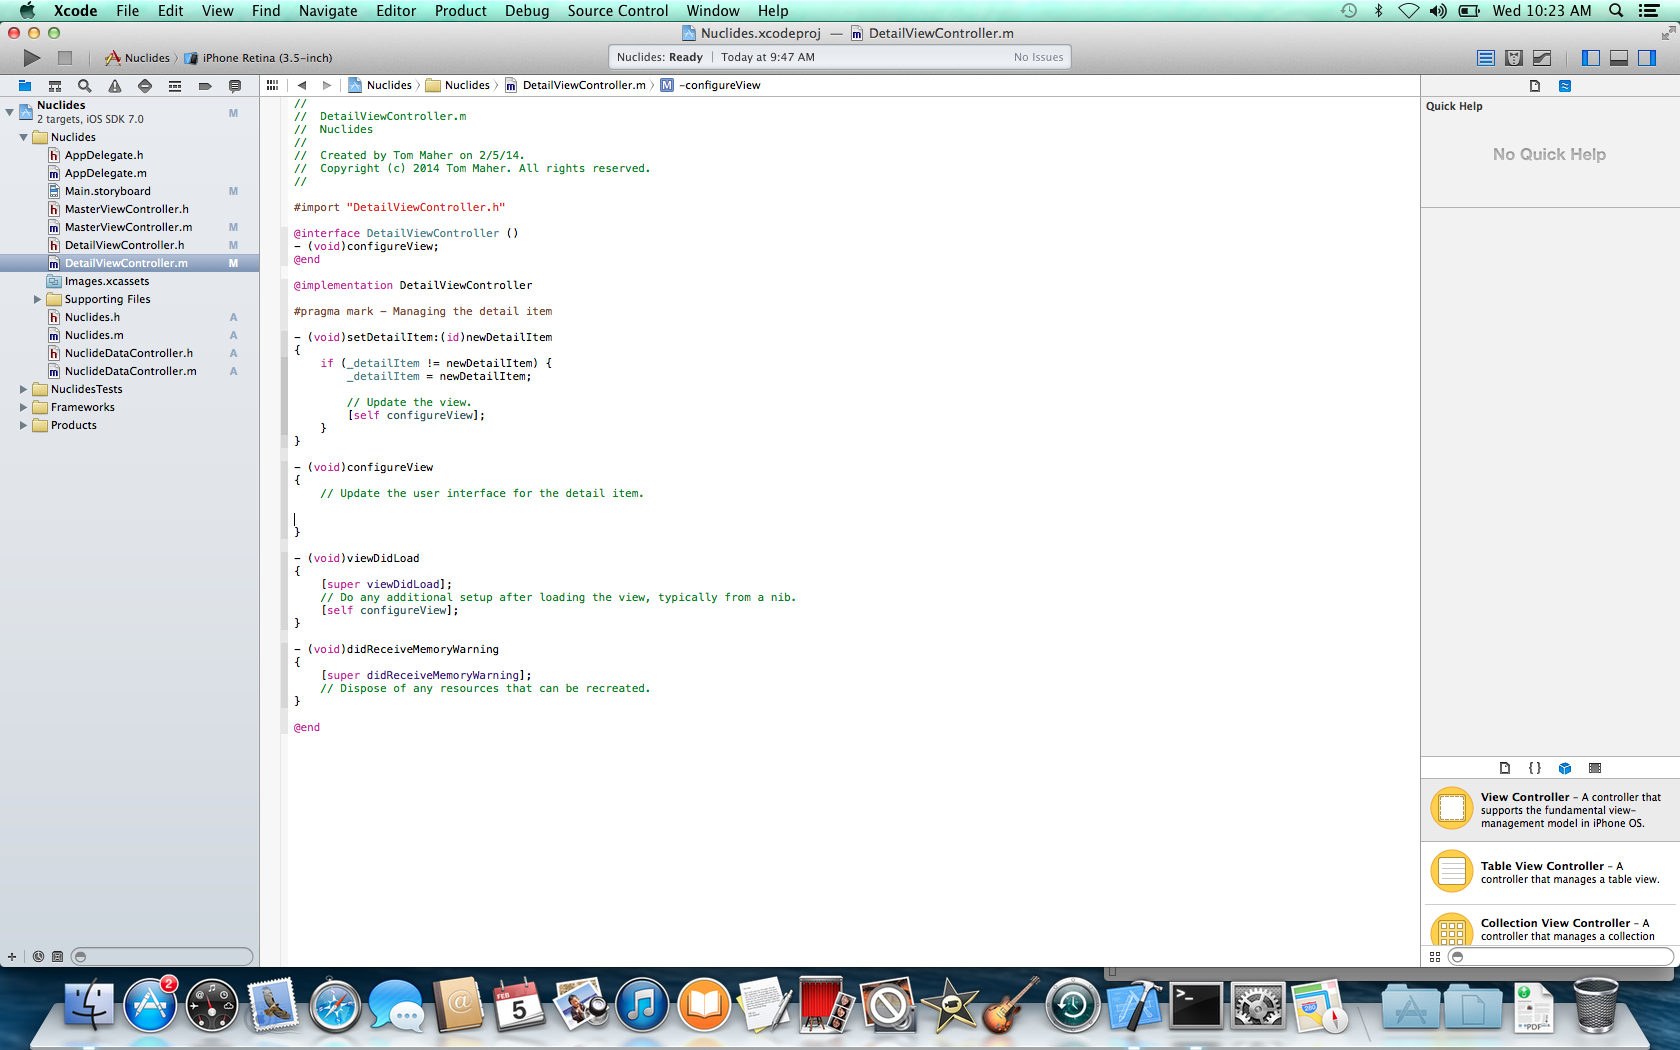 Xcode File Edit View Find Navigate Editor Product Debug Source Control Window Help Wed 10:23 AM
Nuclides.xcodeproj — DetailViewController.m
Nuclides iPhone Retina (3.5-inch)
Nuclides: Ready Today at 9:47 AM No Issues
Nuclides Nuclides DetailViewController.m M -configureView
Nuclides M
2 targets, iOS SDK 7.0
Nuclides
h AppDelegate.h
m AppDelegate.m
Main.storyboard M
h MasterViewController.h
m MasterViewController.m M
h DetailViewController.h M
m DetailViewController.m M
Images.xcassets
Supporting Files
h Nuclides.h A
m Nuclides.m A
h NuclideDataController.h A
m NuclideDataController.m A
NuclidesTests
Frameworks
Products
//
//  DetailViewController.m
//  Nuclides
//
//  Created by Tom Maher on 2/5/14.
//  Copyright (c) 2014 Tom Maher. All rights reserved.
//
#import "DetailViewController.h"
@interface DetailViewController ()
- (void)configureView;
@end
@implementation DetailViewController
#pragma mark - Managing the detail item
- (void)setDetailItem:(id)newDetailItem
{
    if (_detailItem != newDetailItem) {
        _detailItem = newDetailItem;
        // Update the view.
        [self configureView];
    }
}
- (void)configureView
{
    // Update the user interface for the detail item.
}
- (void)viewDidLoad
{
    [super viewDidLoad];
    // Do any additional setup after loading the view, typically from a nib.
    [self configureView];
}
- (void)didReceiveMemoryWarning
{
    [super didReceiveMemoryWarning];
    // Dispose of any resources that can be recreated.
}
@end
Quick Help
No Quick Help
{ }
View Controller - A controller that
supports the fundamental view-
management model in iPhone OS.
Table View Controller - A
controller that manages a table view.
Collection View Controller - A
controller that manages a collection
2
FEB
5
280
PDF